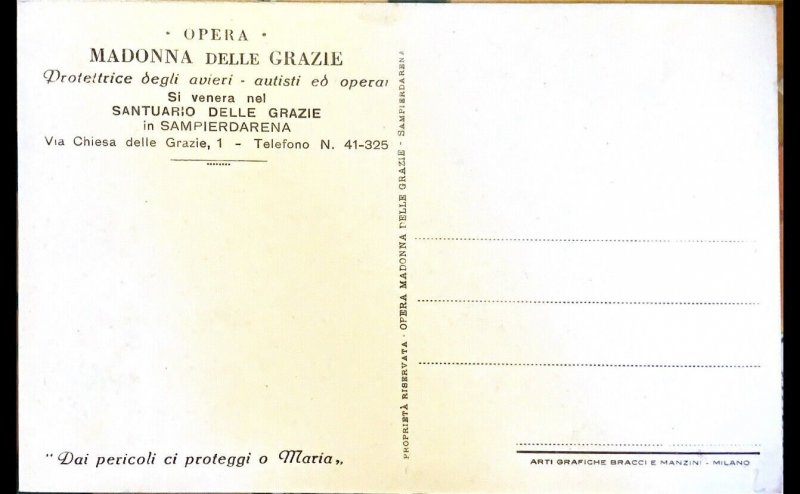 • OPERA •
MADONNA DELLE GRAZIE
Protettrice degli avieri - autisti ed operai
Si venera nel
SANTUARIO DELLE GRAZIE
in SAMPIERDARENA
Via Chiesa delle Grazie, 1 - Telefono N. 41-325
PROPRIETÀ RISERVATA - OPERA MADONNA DELLE GRAZIE - SAMPIERDARENA
"Dai pericoli ci proteggi o Maria„
ARTI GRAFICHE BRACCI E MANZINI - MILANO